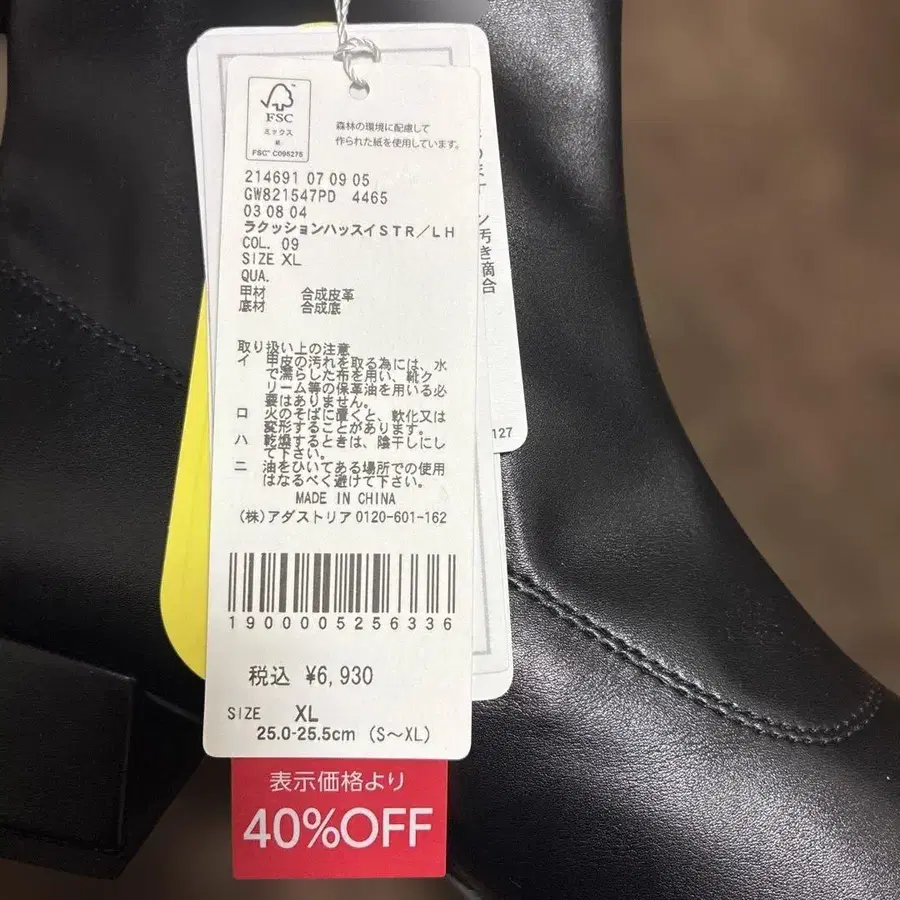 FSC
ミックス
紙
FSC™ C095275
森林の環境に配慮して
作られた紙を使用しています。
214691 07 09 05
GW821547PD 4465
03 08 04
ラクッションハッスイSTR/LH
COL. 09
SIZE XL
QUA.
甲材 合成皮革
底材 合成底
取り扱い上の注意
イ 甲皮の汚れを取る為には、水
で濡らした布を用い、靴ク
リーム等の保革油を用いる必
要はありません。
ロ 火のそばに置くと、軟化又は
変形することがあります。
ハ 乾燥するときは、陰干しにし
て下さい。
ニ 油をひいてある場所での使用
はなるべく避けて下さい。
MADE IN CHINA
(株)アダストリア 0120-601-162
1900005256336
税込 ¥6,930
SIZE XL
25.0-25.5cm (S〜XL)
表示価格より
40%OFF
127